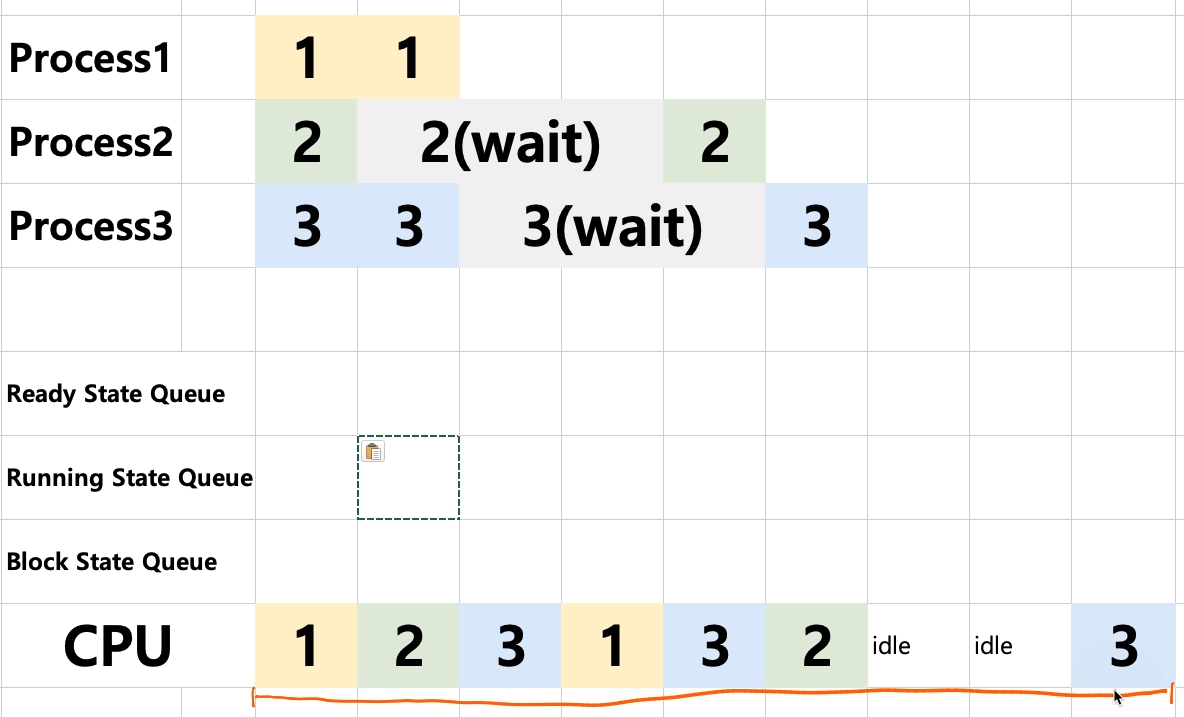 Process1 1 1
Process2 2 2(wait) 2
Process3 3 3 3(wait) 3
Ready State Queue
Running State Queue
Block State Queue
CPU 1 2 3 1 3 2 idle idle 3